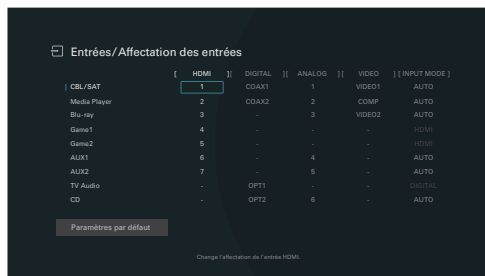 Entrées/Affectation des entrées
[ HDMI ][ DIGITAL ][ ANALOG ][ VIDEO ][ INPUT MODE ]
CBL/SAT 1 COAX1 1 VIDEO1 AUTO
Media Player 2 COAX2 2 COMP AUTO
Blu-ray 3 - 3 VIDEO2 AUTO
Game1 4 - - - HDMI
Game2 5 - - - HDMI
AUX1 6 - 4 - AUTO
AUX2 7 - 5 - AUTO
TV Audio - OPT1 - - DIGITAL
CD - OPT2 6 - AUTO
Paramètres par défaut
Change l'affectation de l'entrée HDMI